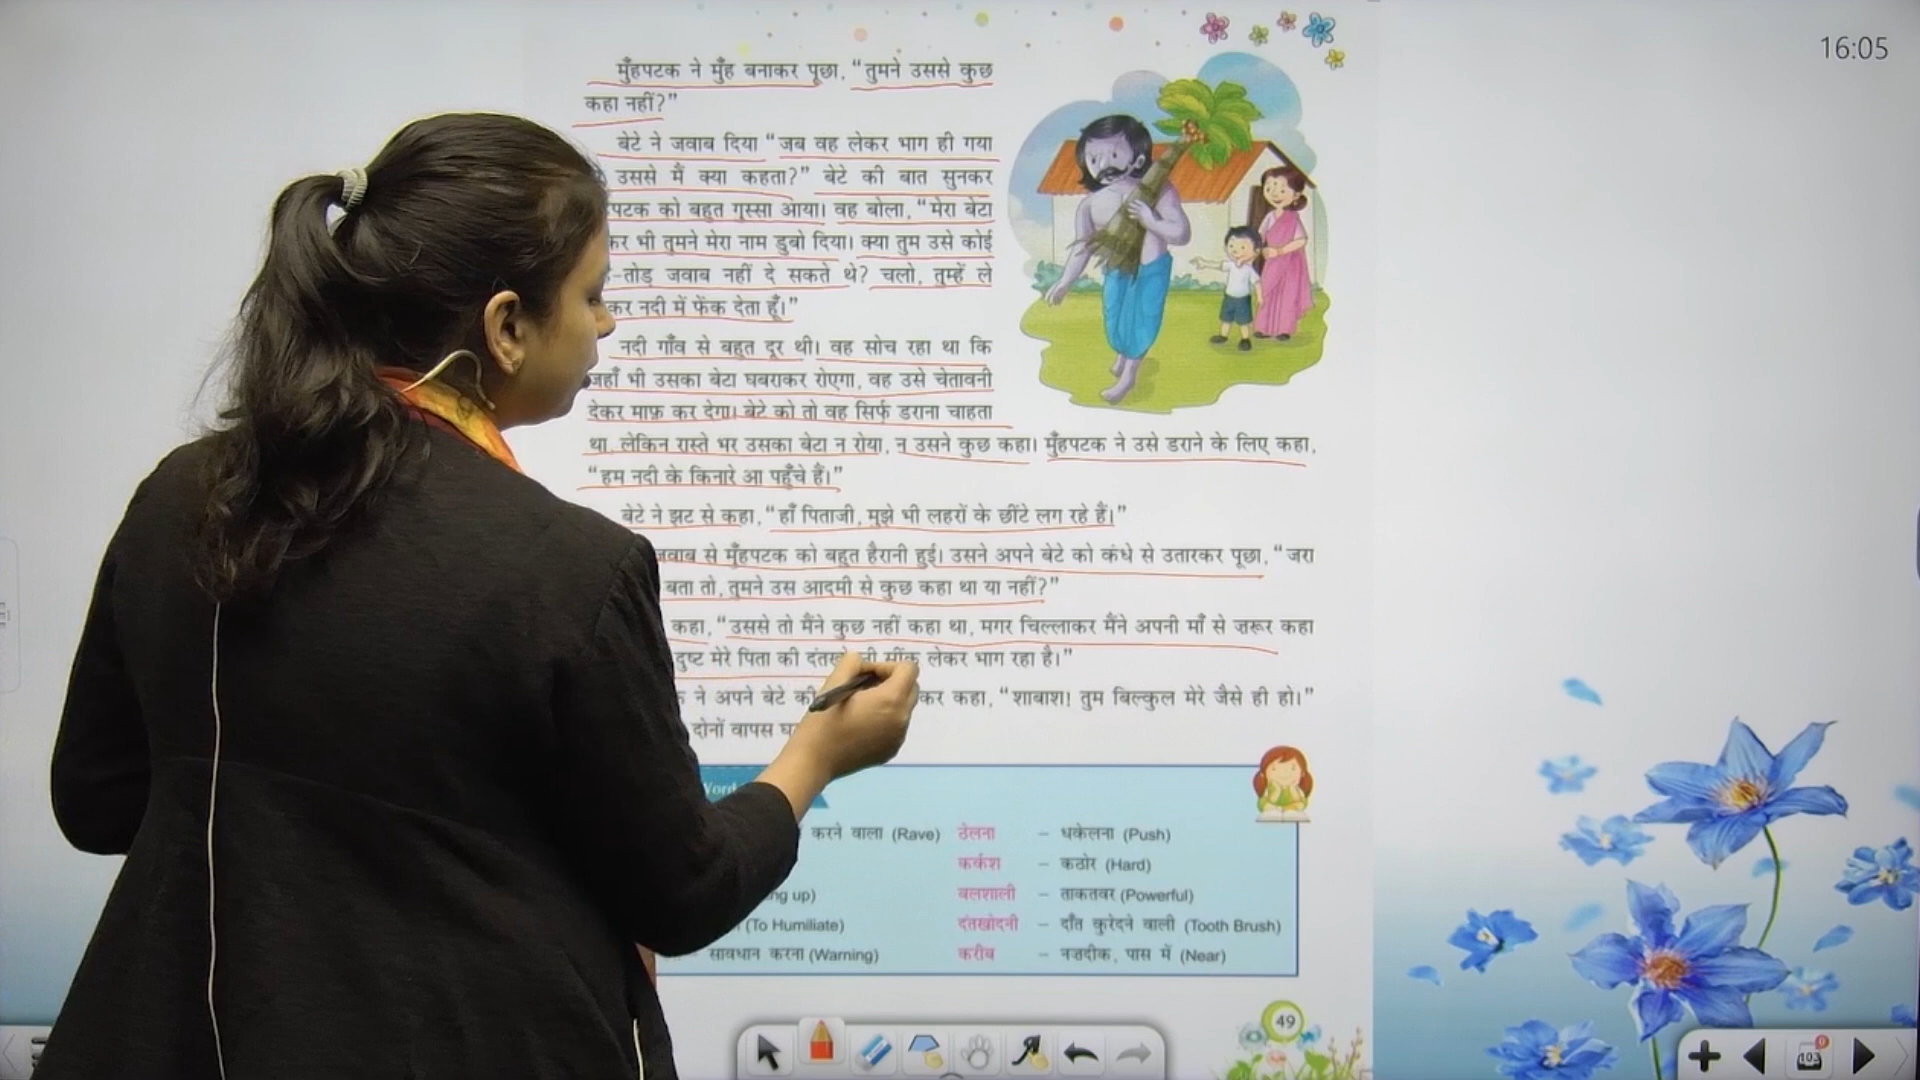 16:05
मुँहपटक ने मुँह बनाकर पूछा, “तुमने उससे कुछ
कहा नहीं?”
बेटे ने जवाब दिया “जब वह लेकर भाग ही गया
उससे मैं क्या कहता?” बेटे की बात सुनकर
को बहुत गुस्सा आया। वह बोला, “मेरा बेटा
भी तुमने मेरा नाम डुबो दिया। क्या तुम उसे कोई
-तोड़ जवाब नहीं दे सकते थे? चलो, तुम्हें ले
कर नदी में फेंक देता हूँ।”
नदी गाँव से बहुत दूर थी। वह सोच रहा था कि
जहाँ भी उसका बेटा घबराकर रोएगा, वह उसे चेतावनी
देकर माफ़ कर देगा। बेटे को तो वह सिर्फ़ डराना चाहता
था, लेकिन रास्ते भर उसका बेटा न रोया, न उसने कुछ कहा। मुँहपटक ने उसे डराने के लिए कहा,
“हम नदी के किनारे आ पहुँचे हैं।”
बेटे ने झट से कहा, “हाँ पिताजी, मुझे भी लहरों के छींटे लग रहे हैं।”
जवाब से मुँहपटक को बहुत हैरानी हुई। उसने अपने बेटे को कंधे से उतारकर पूछा, “जरा
बता तो, तुमने उस आदमी से कुछ कहा था या नहीं?”
कहा, “उससे तो मैंने कुछ नहीं कहा था, मगर चिल्लाकर मैंने अपनी माँ से ज़रूर कहा
दुष्ट मेरे पिता की सींक लेकर भाग रहा है।”
ने अपने बेटे की कर कहा, “शाबाश! तुम बिल्कुल मेरे जैसे ही हो।”
दोनों वापस
Word
करने वाला (Rave) ठेलना – धकेलना (Push)
कर्कश – कठोर (Hard)
ng up) बलशाली – ताकतवर (Powerful)
(To Humiliate) दंतखोदनी – दाँत कुरेदने वाली (Tooth Brush)
सावधान करना (Warning) करीब – नज़दीक, पास में (Near)
49
103
0